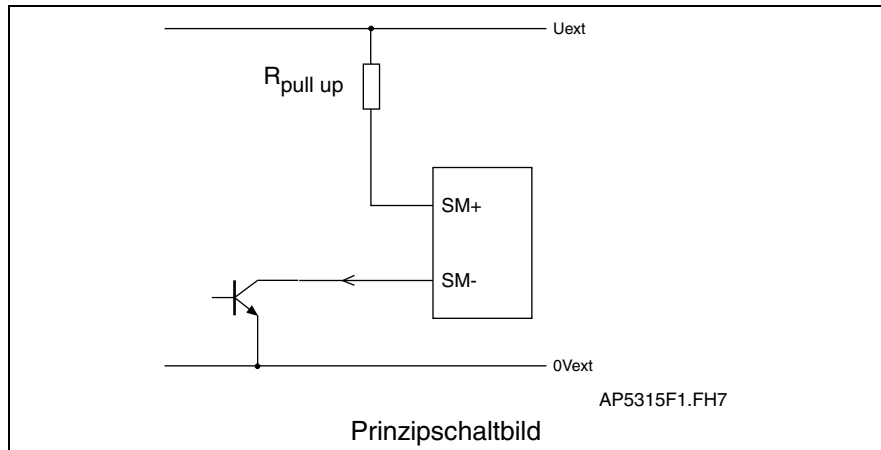 Uext
Rpull up
SM+
SM-
0Vext
AP5315F1.FH7
Prinzipschaltbild